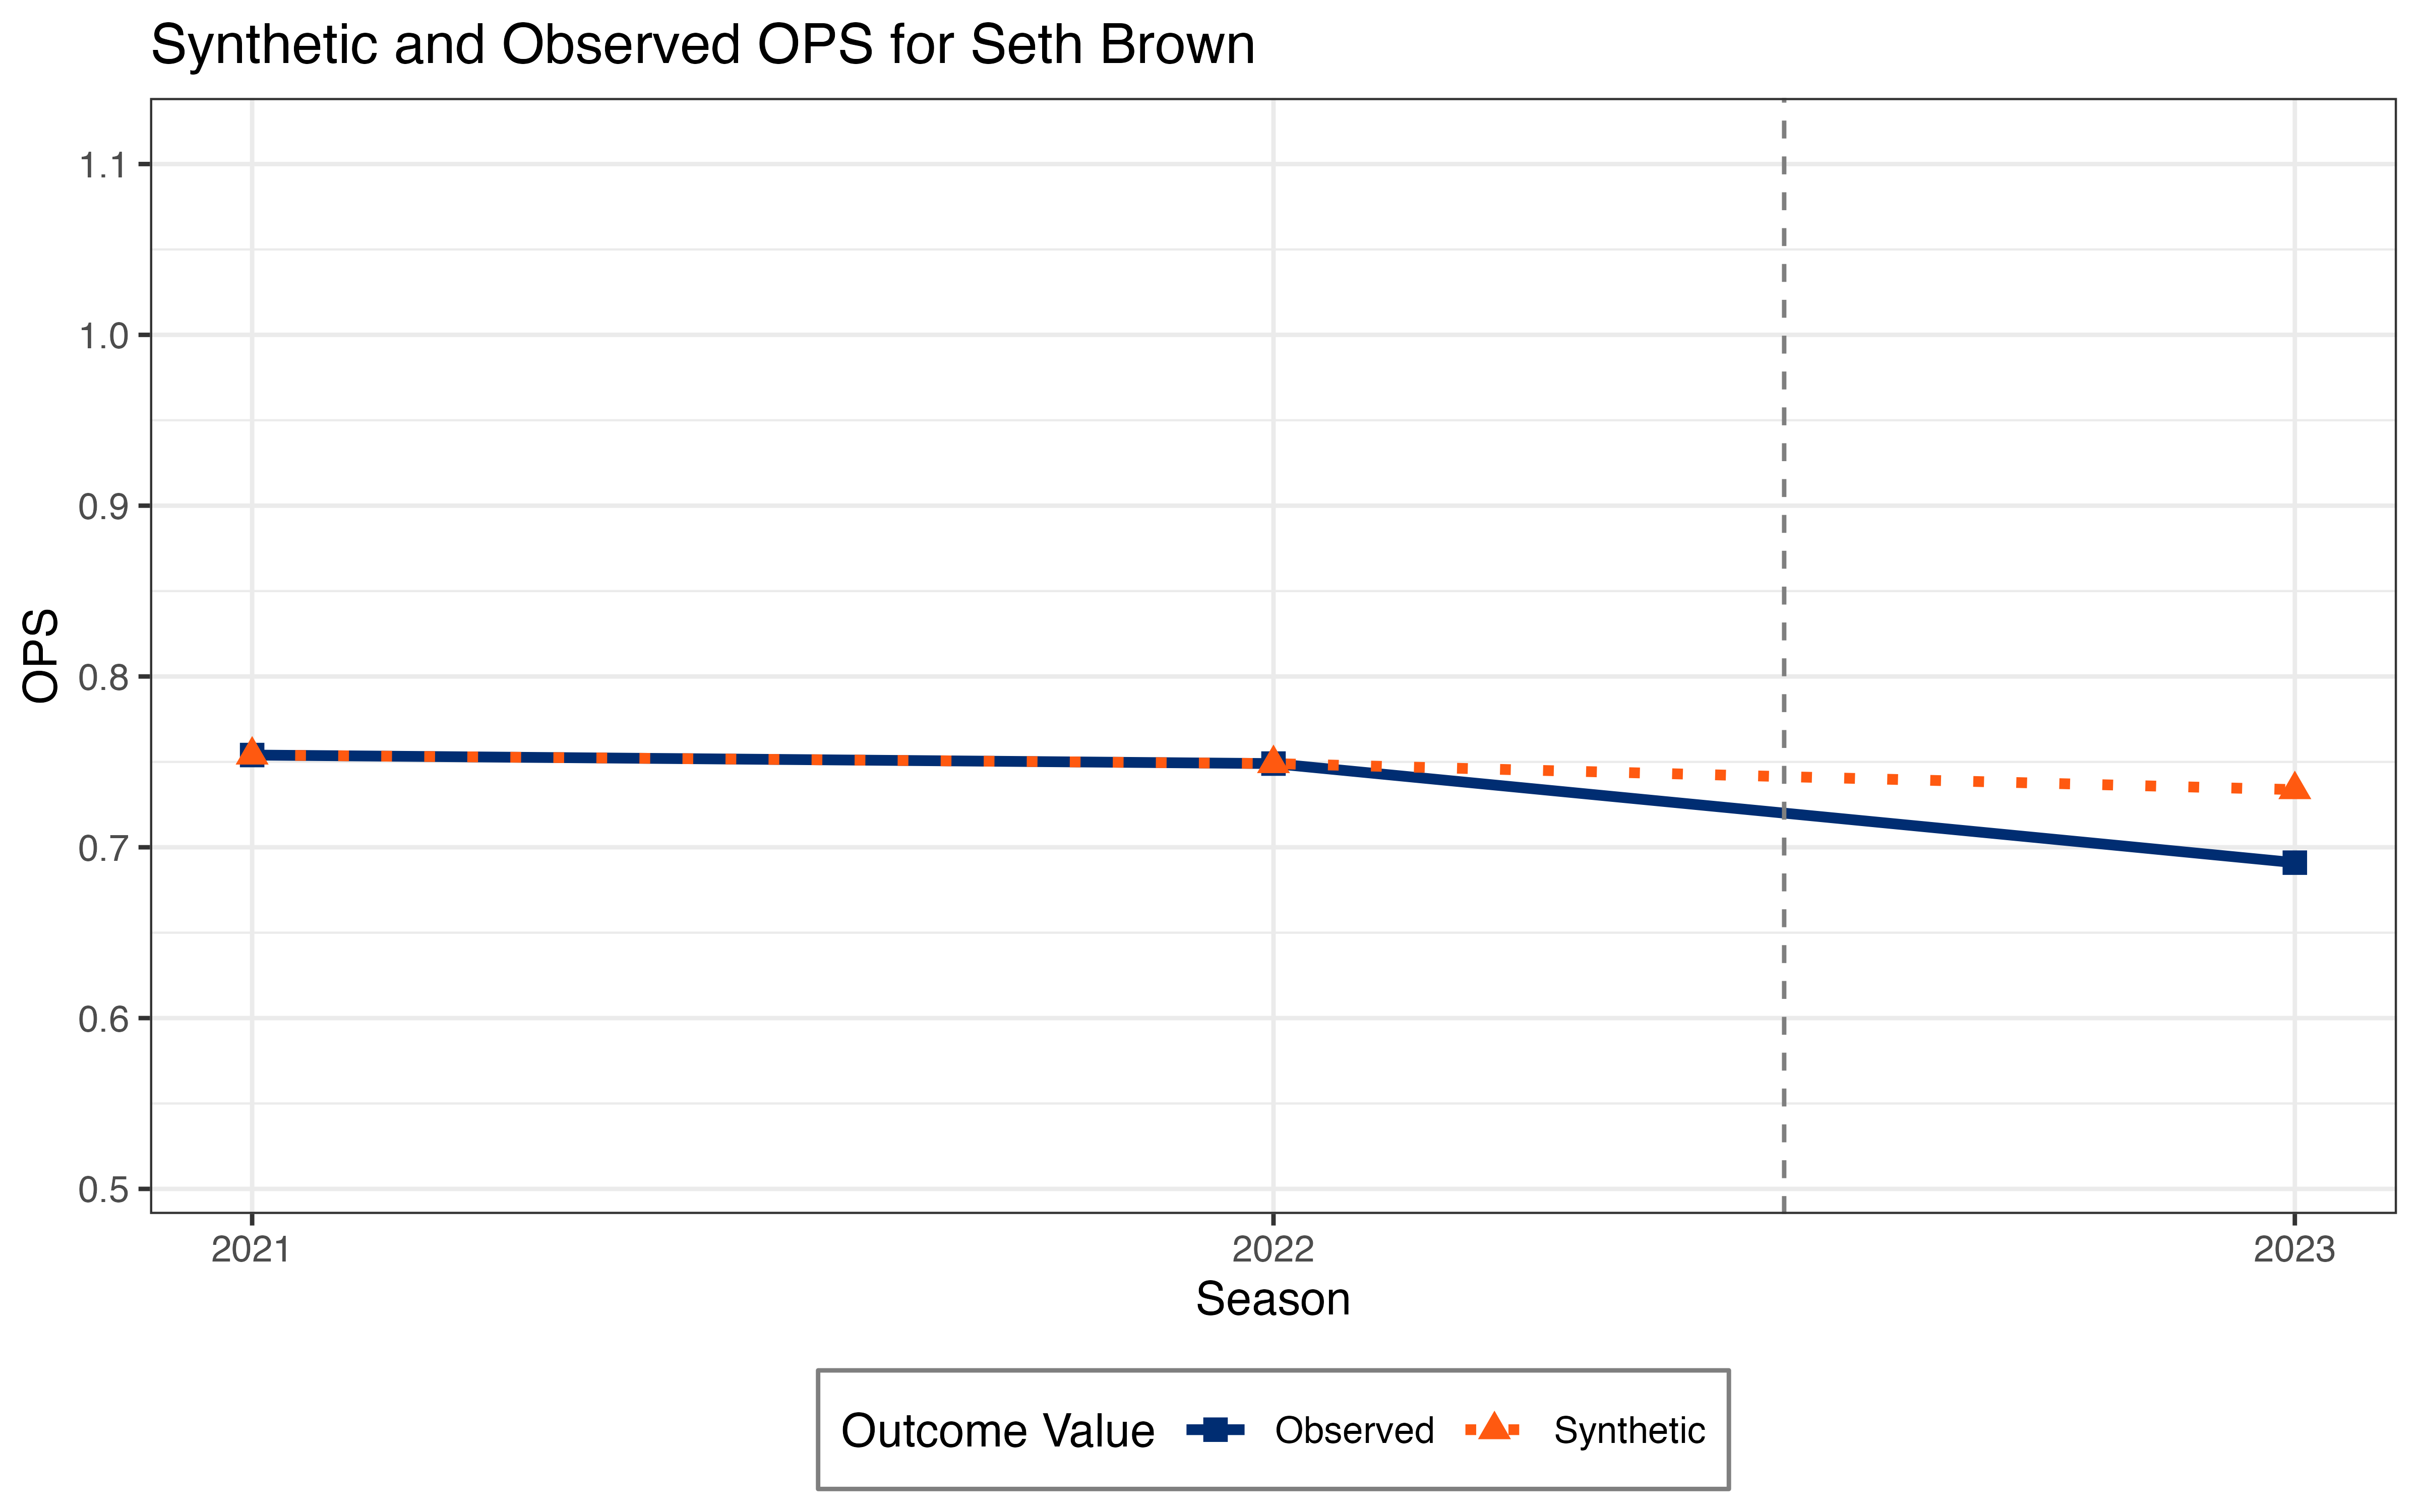 Synthetic and Observed OPS for Seth Brown
OPS
1.1
1.0
0.9
0.8
0.7
0.6
0.5
2021
2022
2023
Season
Outcome Value
Observed
Synthetic